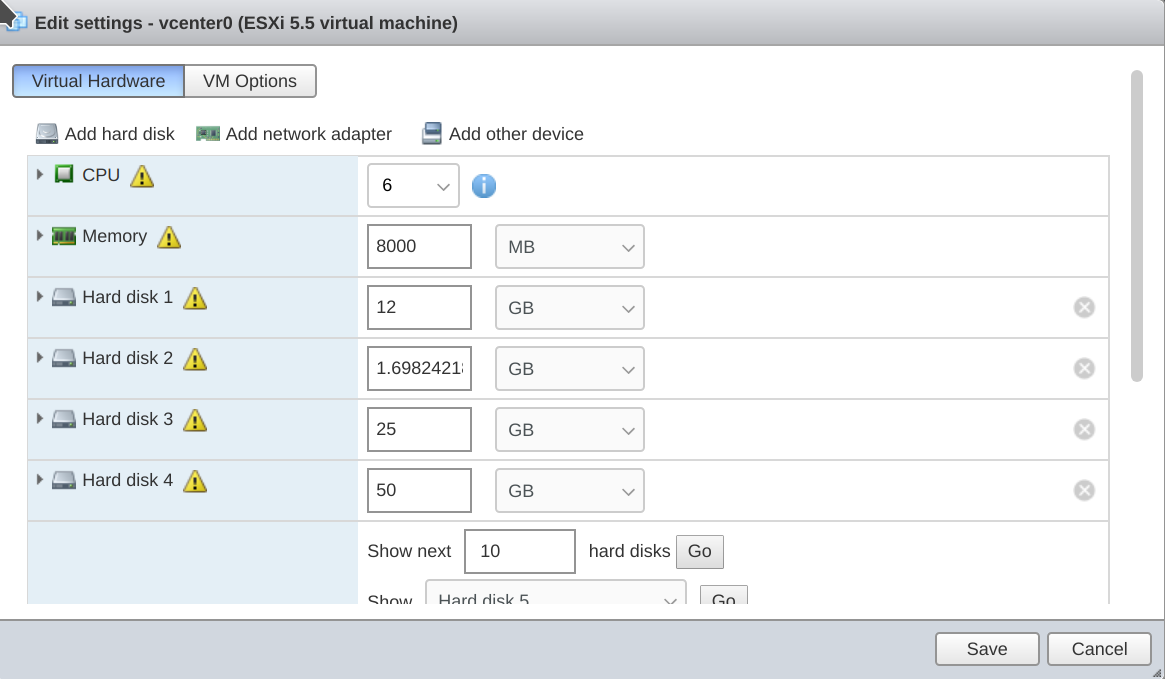 Edit settings - vcenter0 (ESXi 5.5 virtual machine)
Virtual Hardware VM Options
Add hard disk Add network adapter Add other device
CPU 6
Memory 8000 MB
Hard disk 1 12 GB
Hard disk 2 1.6982421 GB
Hard disk 3 25 GB
Hard disk 4 50 GB
Show next 10 hard disks Go
Show Hard disk 5 Go
Save Cancel